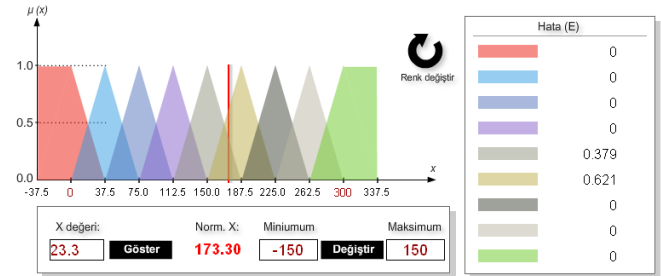 μ (x)
1.0
0.5
0.0
-37.5 0 37.5 75.0 112.5 150.0 187.5 225.0 262.5 300 337.5
x
Renk değiştir
Hata (E)
0
0
0
0
0.379
0.621
0
0
0
X değeri: Norm. X: Miniumum Maksimum
23.3 Göster 173.30 -150 Değiştir 150